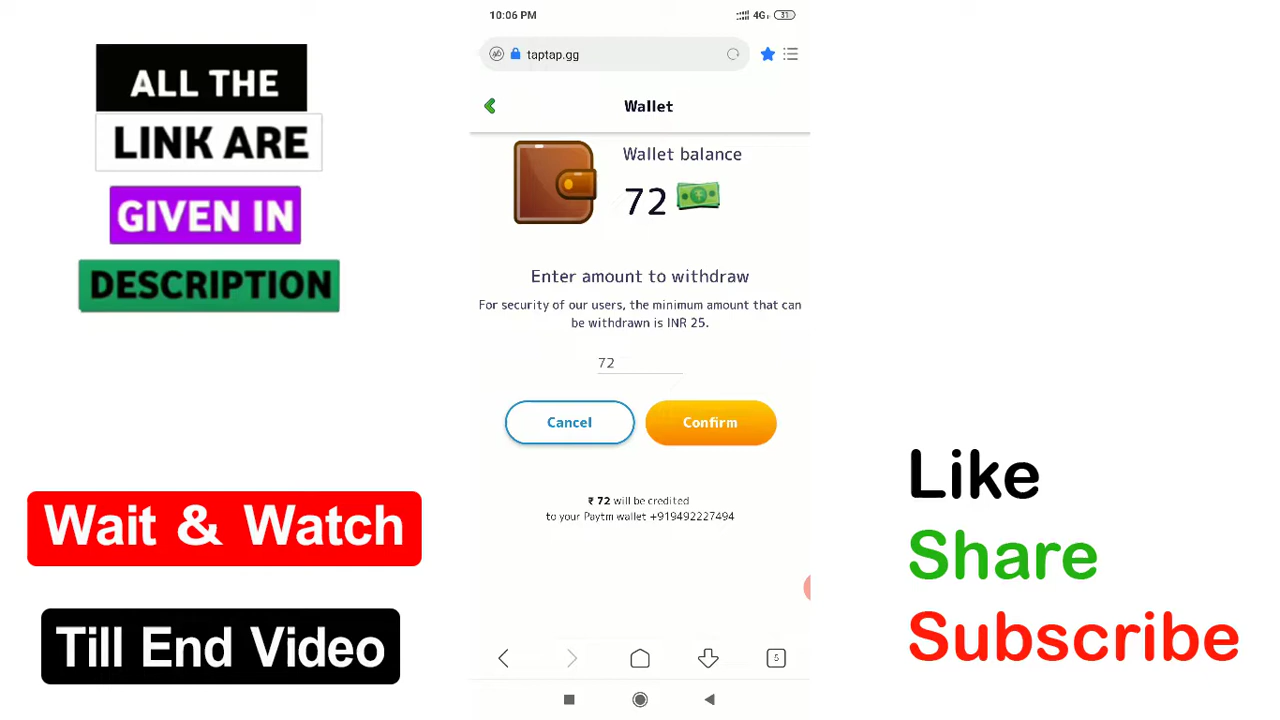 ALL THE
LINK ARE
GIVEN IN
DESCRIPTION
Wait & Watch
Till End Video
10:06 PM
4G
31
taptap.gg
Wallet
Wallet balance
72
Enter amount to withdraw
For security of our users, the minimum amount that can
be withdrawn is INR 25.
72
Cancel
Confirm
₹ 72 will be credited
to your Paytm wallet +919492227494
5
Like
Share
Subscribe